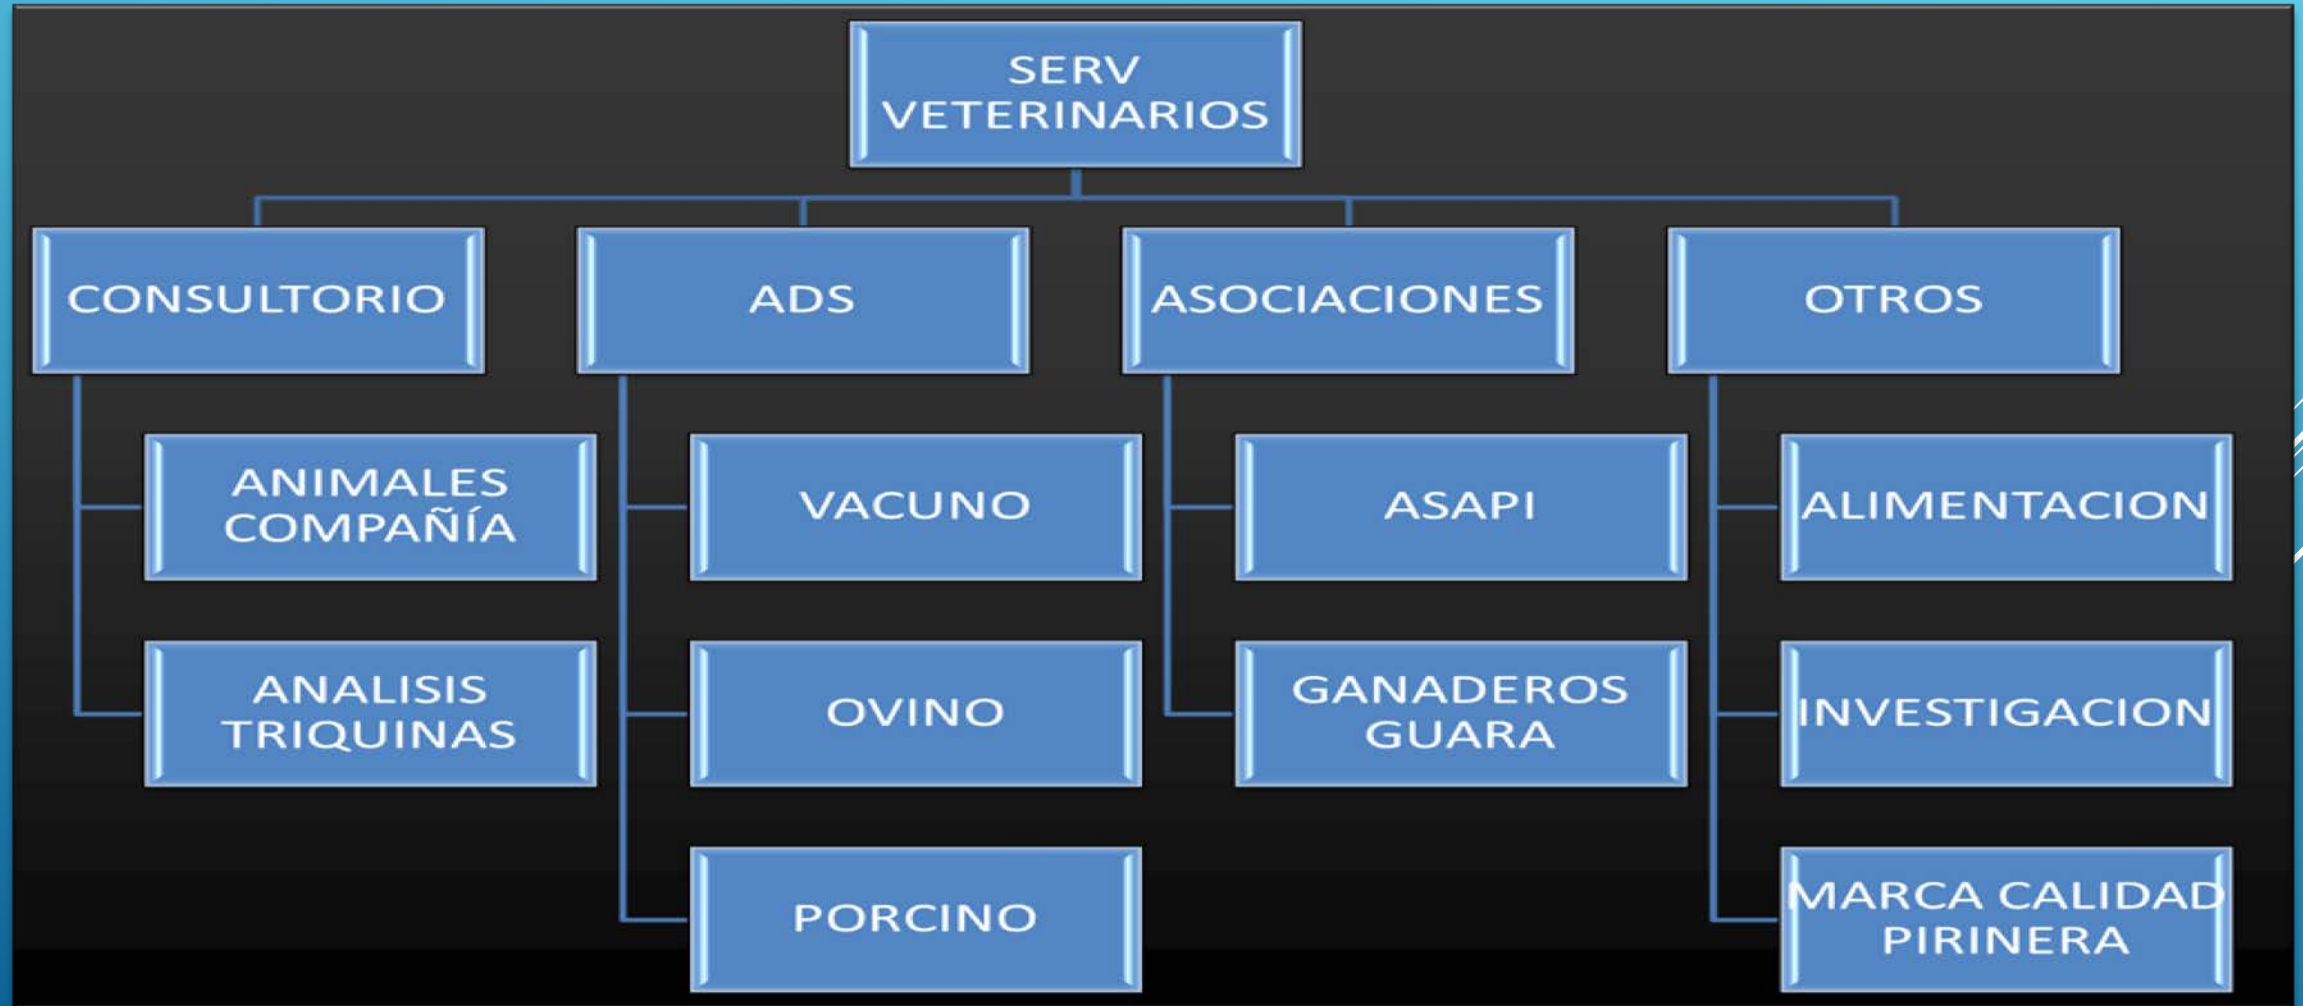 SERV
VETERINARIOS
CONSULTORIO
ADS
ASOCIACIONES
OTROS
ANIMALES
COMPAÑÍA
VACUNO
ASAPI
ALIMENTACION
ANALISIS
TRIQUINAS
OVINO
GANADEROS
GUARA
INVESTIGACION
PORCINO
MARCA CALIDAD
PIRINERA